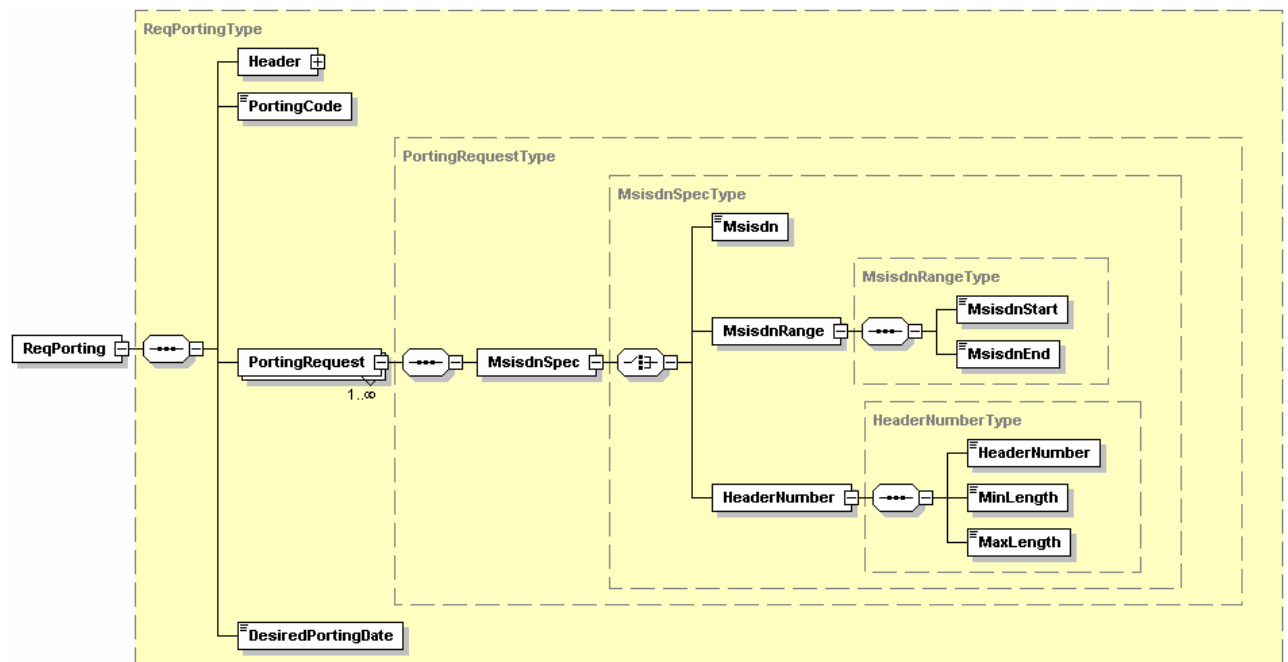 ReqPortingType
Header
PortingCode
PortingRequestType
MsisdnSpecType
Msisdn
MsisdnRangeType
MsisdnStart
MsisdnRange
MsisdnEnd
ReqPorting
PortingRequest
MsisdnSpec
1..∞
HeaderNumberType
HeaderNumber
HeaderNumber
MinLength
MaxLength
DesiredPortingDate